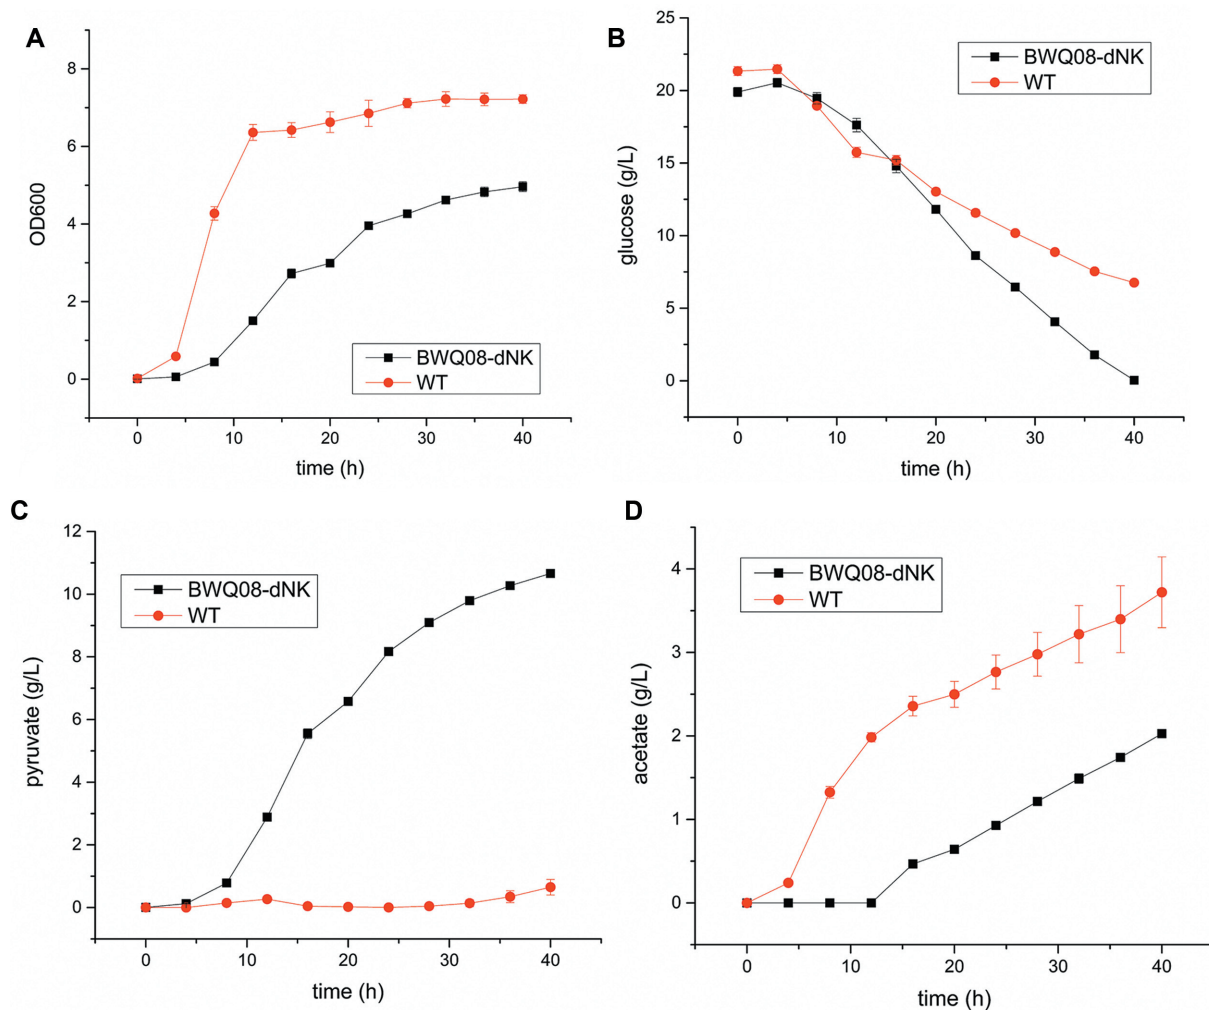 A
8
6
4
2
0
OD600
BWQ08-dNK
WT
0 10 20 30 40
time (h)
B
25
20
15
10
5
0
glucose (g/L)
BWQ08-dNK
WT
0 10 20 30 40
time (h)
C
12
10
8
6
4
2
0
pyruvate (g/L)
BWQ08-dNK
WT
0 10 20 30 40
time (h)
D
4
3
2
1
0
acetate (g/L)
BWQ08-dNK
WT
0 10 20 30 40
time (h)